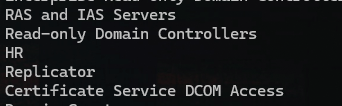 RAS and IAS Servers
Read-only Domain Controllers
HR
Replicator
Certificate Service DCOM Access